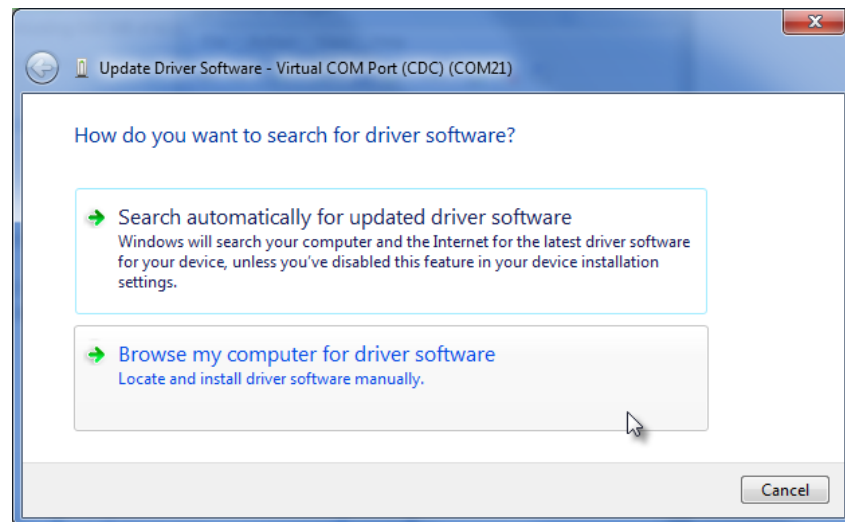 Update Driver Software - Virtual COM Port (CDC) (COM21)
How do you want to search for driver software?
Search automatically for updated driver software
Windows will search your computer and the Internet for the latest driver software
for your device, unless you've disabled this feature in your device installation
settings.
Browse my computer for driver software
Locate and install driver software manually.
Cancel